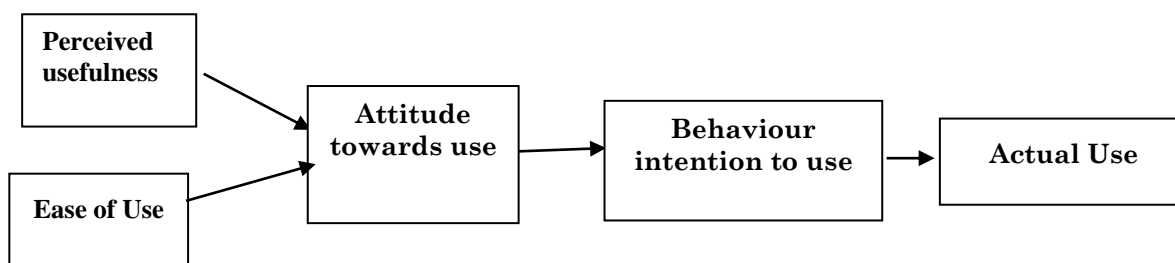 Perceived
usefulness
Ease of Use
Attitude
towards use
Behaviour
intention to use
Actual Use